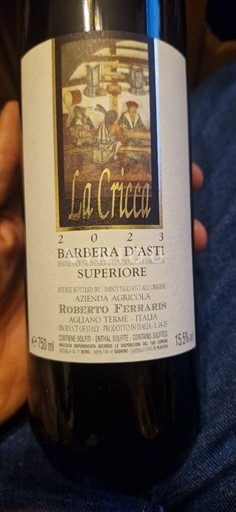 La Cricca
2023
BARBERA D'ASTI
SUPERIORE
ESTATE BOTTLED BY - IMBOTTIGLIATO ALL'ORIGINE
AZIENDA AGRICOLA
ROBERTO FERRARIS
AGLIANO TERME - ITALIA
PRODUCT OF ITALY - PRODOTTO IN ITALIA
CONTIENE SOLFITI - ENTHÄLT SULFITE - CONTAINS SULFITES
e 750 ml
15,5% vol